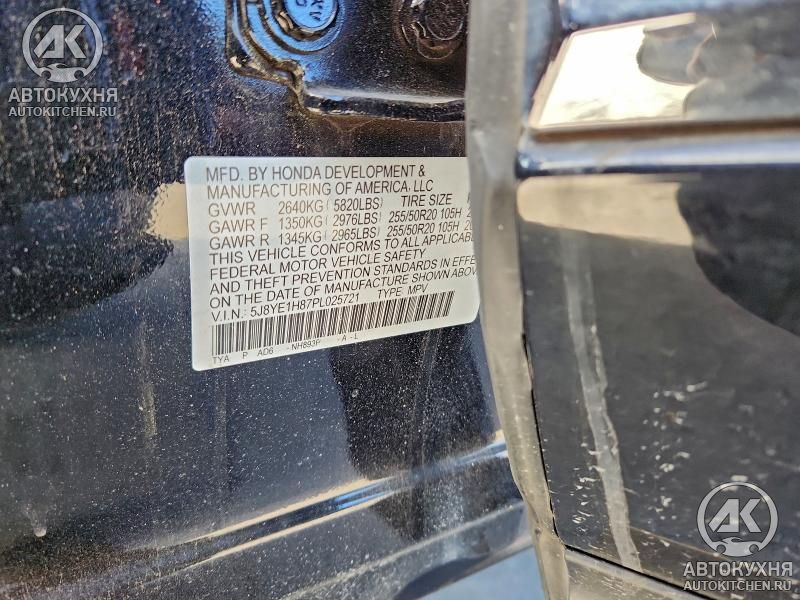 АК
АВТОКУХНЯ
AUTOKITCHEN.RU
MFD. BY HONDA DEVELOPMENT &
MANUFACTURING OF AMERICA, LLC
GVWR 2640KG (5820LBS) TIRE SIZE
GAWR F 1350KG (2976LBS) 255/50R20 105H
GAWR R 1345KG (2965LBS) 255/50R20 105H
THIS VEHICLE CONFORMS TO ALL APPLICABLE
FEDERAL MOTOR VEHICLE SAFETY
AND THEFT PREVENTION STANDARDS IN EFFE
ON THE DATE OF MANUFACTURE SHOWN ABOV
V.I.N.: 5J8YE1H87PL025721 TYPE: MPV
TYA P AD6 -NH893P -A-L
АК
АВТОКУХНЯ
AUTOKITCHEN.RU